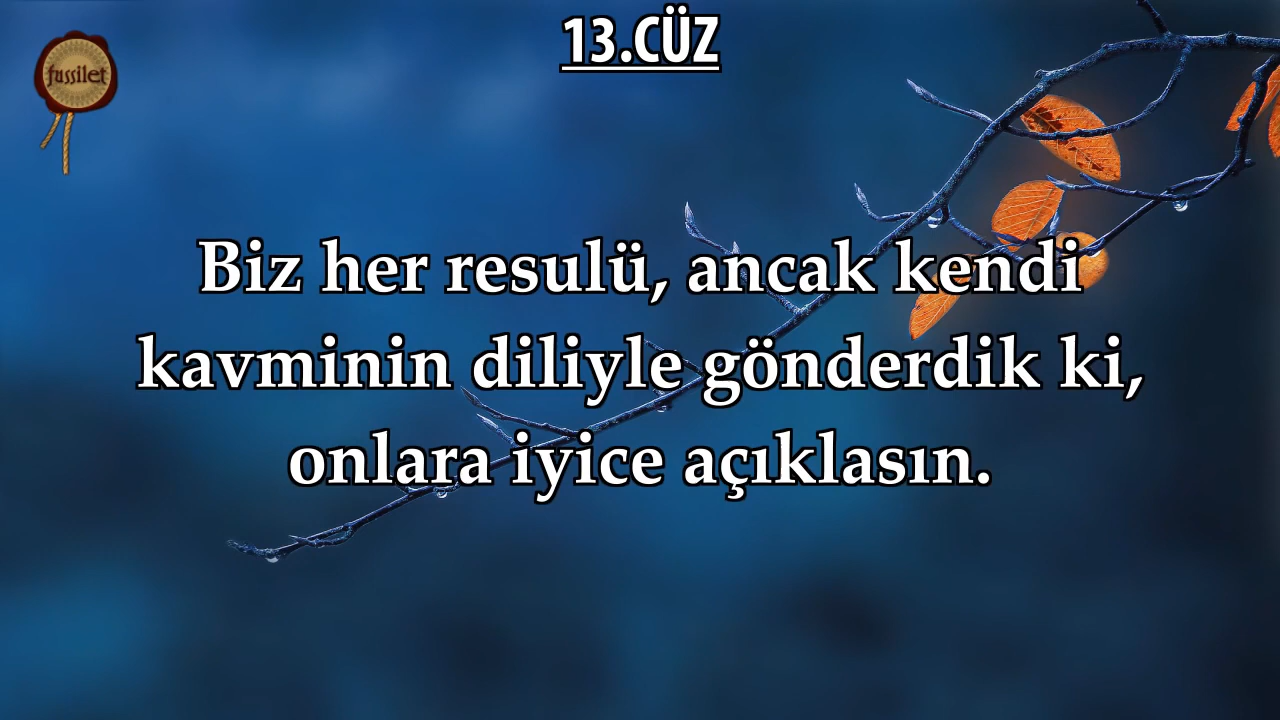 13.CÜZ
fussilet
Biz her resulü, ancak kendi
kavminin diliyle gönderdik ki,
onlara iyice açıklasın.